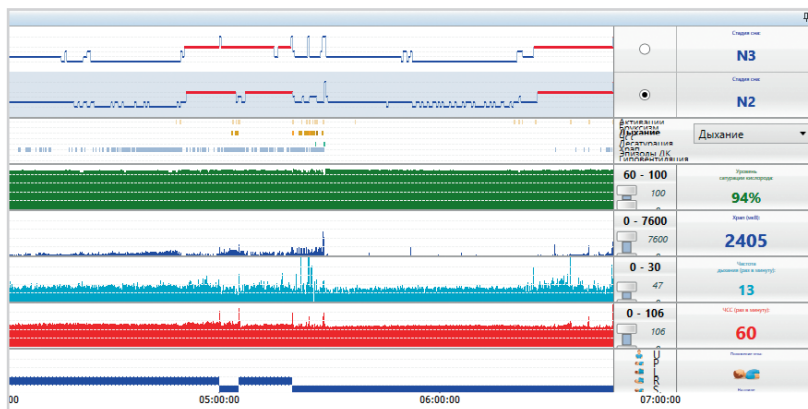 Стадия сна:
N3
Стадия сна:
N2
Активации
Дыхание
Дыхание
Десатурация
Храп
Эпизоды ДК
Гиповентиляция
60 - 100
100
Уровень
сатурации кислорода:
94%
0 - 7600
7600
Храп (мкВ):
2405
0 - 30
47
Частота
дыхания (раз в минуту):
13
0 - 106
106
ЧСС (раз в минуту):
60
U
P
L
R
S
00
05:00:00
06:00:00
07:00:00